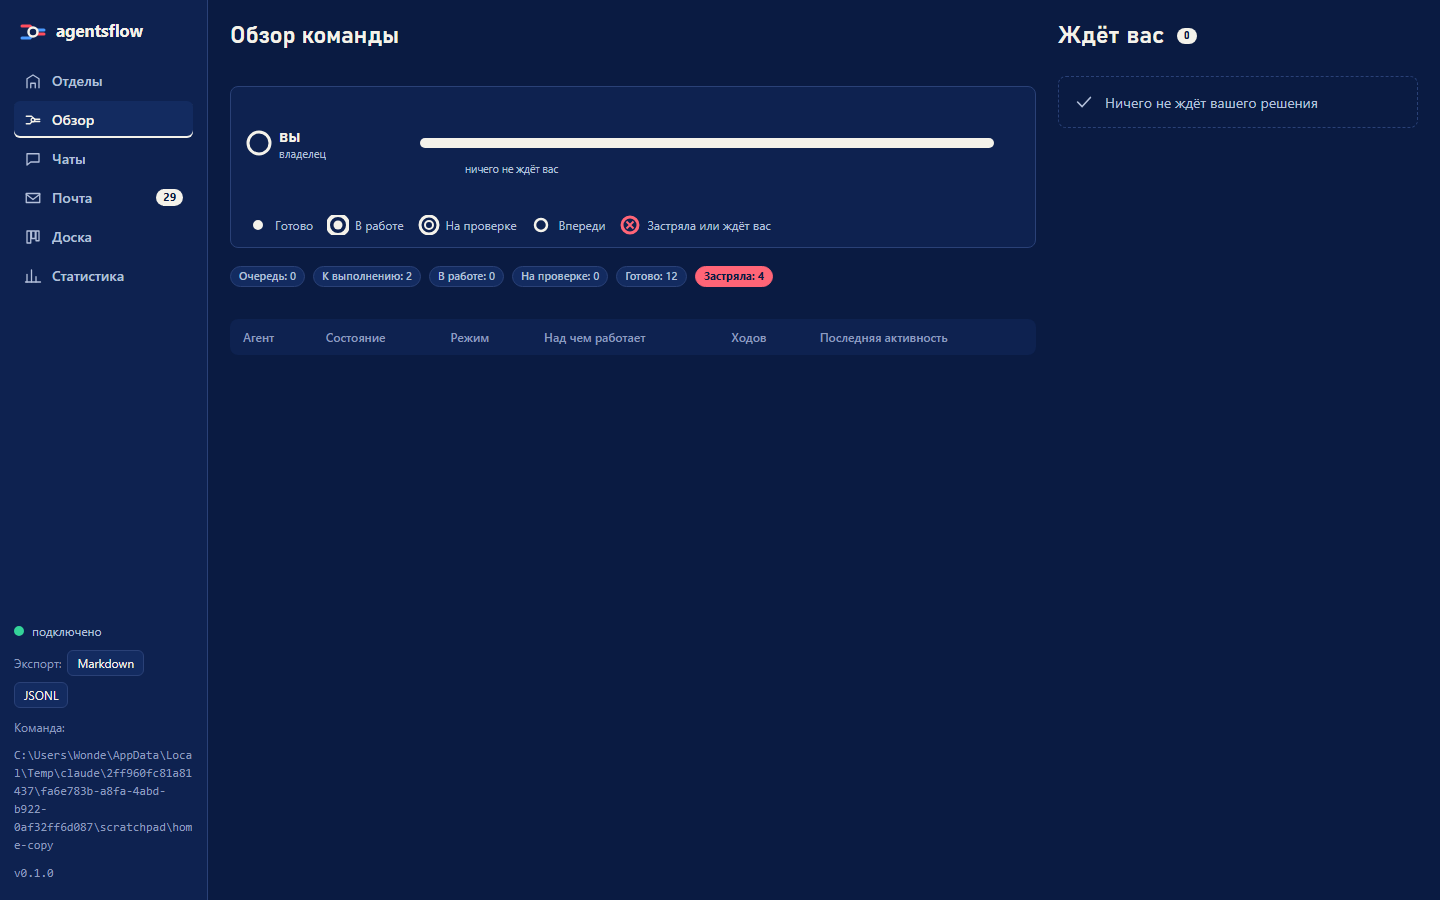 agentsflow
Отделы
Обзор
Чаты
Почта 29
Доска
Статистика
подключено
Экспорт: Markdown
JSONL
Команда:
C:\Users\Wonde\AppData\Loca
l\Temp\claude\2ff960fc81a81
437\fa6e783b-a8fa-4abd-
b922-
0af32ff6d087\scratchpad\hom
e-copy
v0.1.0
Обзор команды
вы
владелец
ничего не ждёт вас
Готово В работе На проверке Впереди Застряла или ждёт вас
Очередь: 0 К выполнению: 2 В работе: 0 На проверке: 0 Готово: 12 Застряла: 4
Агент Состояние Режим Над чем работает Ходов Последняя активность
Ждёт вас 0
Ничего не ждёт вашего решения